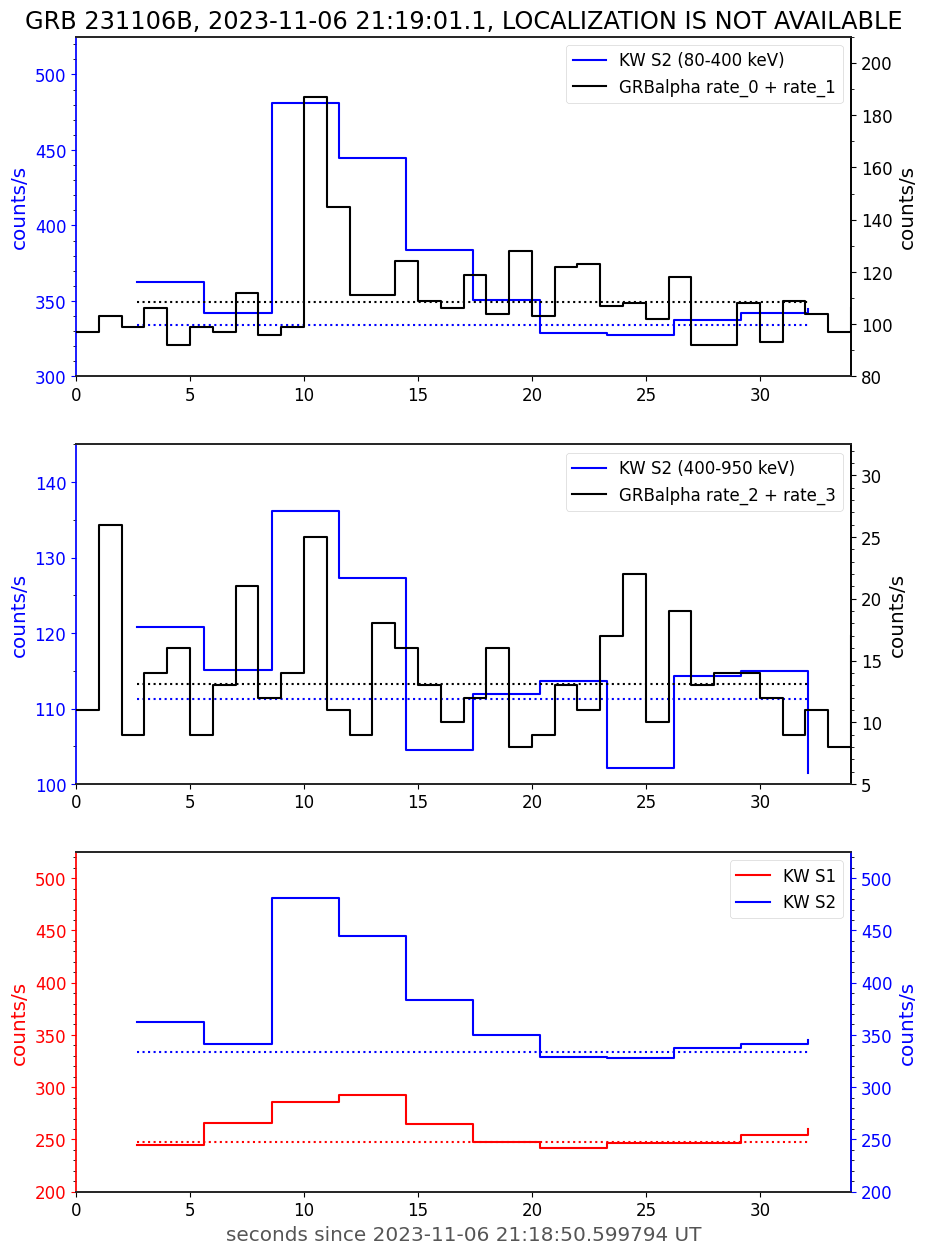 GRB 231106B, 2023-11-06 21:19:01.1, LOCALIZATION IS NOT AVAILABLE
KW S2 (80-400 keV)
GRBalpha rate_0 + rate_1
counts/s
500
450
400
350
300
200
180
160
140
120
100
80
counts/s
0 5 10 15 20 25 30
KW S2 (400-950 keV)
GRBalpha rate_2 + rate_3
counts/s
140
130
120
110
100
30
25
20
15
10
5
counts/s
0 5 10 15 20 25 30
KW S1
KW S2
counts/s
500
450
400
350
300
250
200
500
450
400
350
300
250
200
counts/s
0 5 10 15 20 25 30
seconds since 2023-11-06 21:18:50.599794 UT